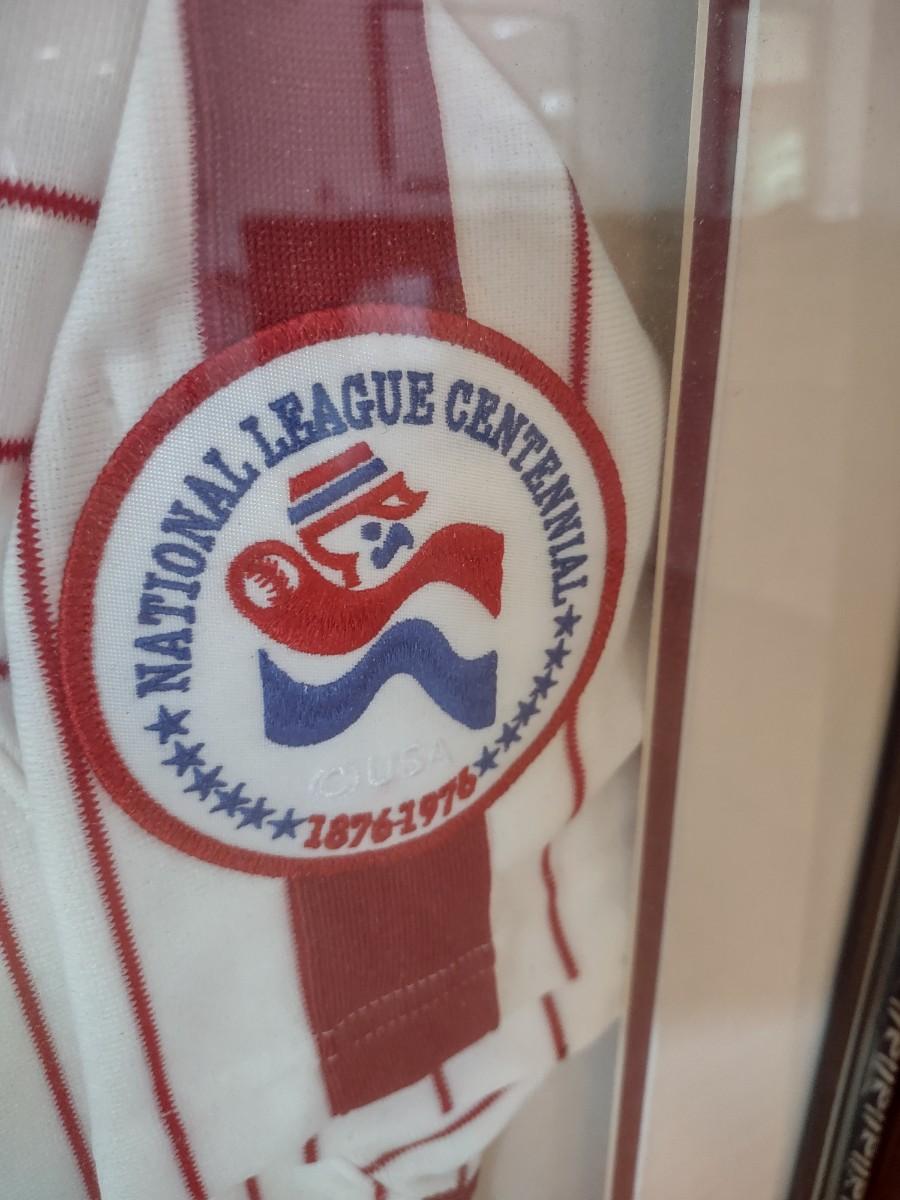 NATIONAL LEAGUE CENTENNIAL
©USA
1876-1976